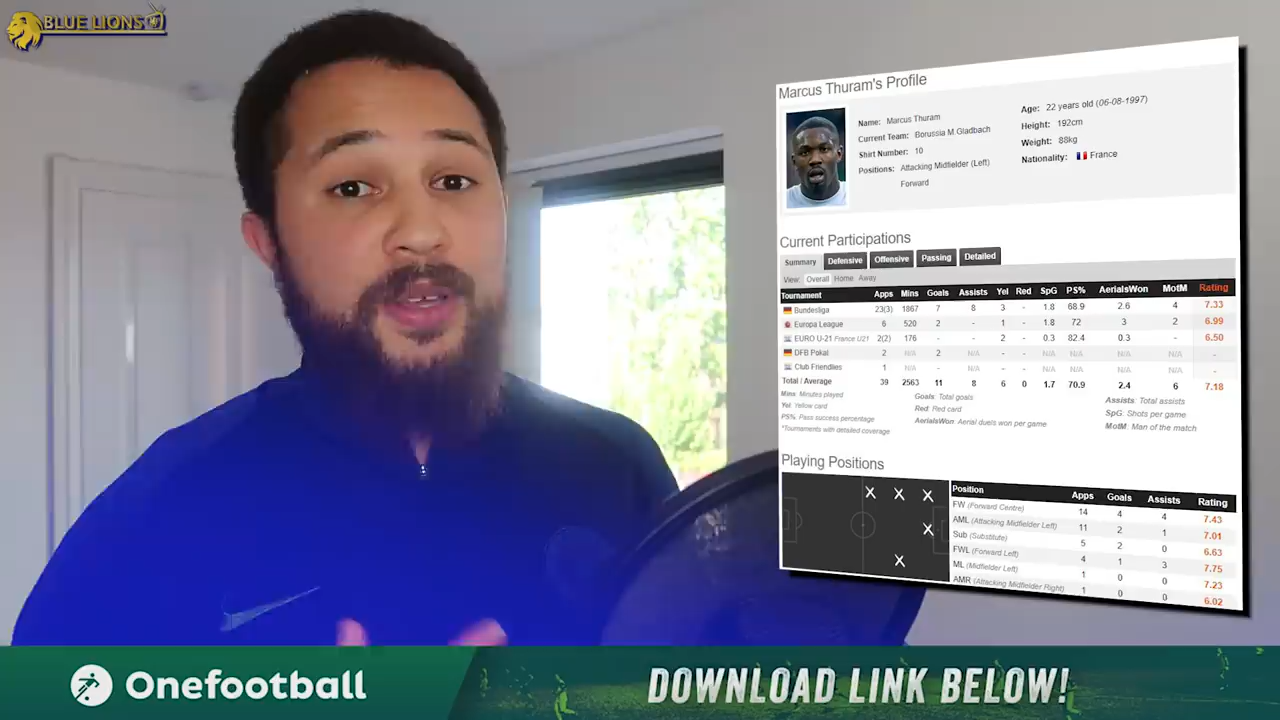 BLUE LIONS TV
Marcus Thuram's Profile
Name: Marcus Thuram
Current Team: Borussia M.Gladbach
Shirt Number: 10
Positions: Attacking Midfielder (Left)
Forward
Age: 22 years old (06-08-1997)
Height: 192cm
Weight: 88kg
Nationality: France
Current Participations
Summary Defensive Offensive Passing Detailed
View: Overall Home Away
Tournament Apps Mins Goals Assists Yel Red SpG PS% AerialsWon MotM Rating
Bundesliga 23(3) 1867 7 8 3 - 1.8 68.9 2.6 4 7.33
Europa League 6 520 2 - 1 - 1.8 72 3 2 6.99
EURO U-21 France U21 2(2) 176 - - 2 - 0.3 82.4 0.3 - 6.50
DFB Pokal 2 N/A 2 N/A - - N/A N/A N/A N/A -
Club Friendlies 1 N/A - N/A - - N/A N/A N/A N/A -
Total / Average 39 2563 11 8 6 0 1.7 70.9 2.4 6 7.18
Mins: Minutes played
Yel: Yellow card
PS%: Pass success percentage
*Tournaments with detailed coverage
Goals: Total goals
Red: Red card
AerialsWon: Aerial duels won per game
Assists: Total assists
SpG: Shots per game
MotM: Man of the match
Playing Positions
Position Apps Goals Assists Rating
FW (Forward Centre) 14 4 4 7.43
AML (Attacking Midfielder Left) 11 2 1 7.01
Sub (Substitute) 5 2 0 6.63
FWL (Forward Left) 4 1 3 7.75
ML (Midfielder Left) 1 0 0 7.23
AMR (Attacking Midfielder Right) 1 0 0 6.02
Onefootball
DOWNLOAD LINK BELOW!